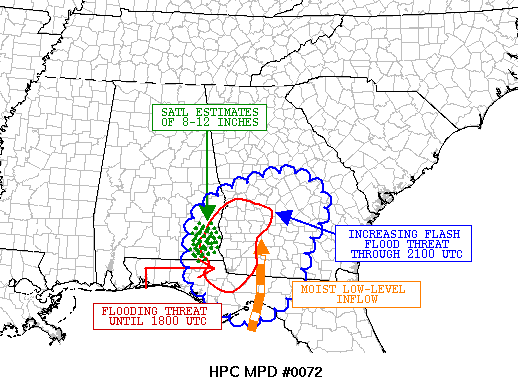 SATL ESTIMATES
OF 8-12 INCHES
INCREASING FLASH
FLOOD THREAT
THROUGH 2100 UTC
MOIST LOW-LEVEL
INFLOW
FLOODING THREAT
UNTIL 1800 UTC
HPC MPD #0072